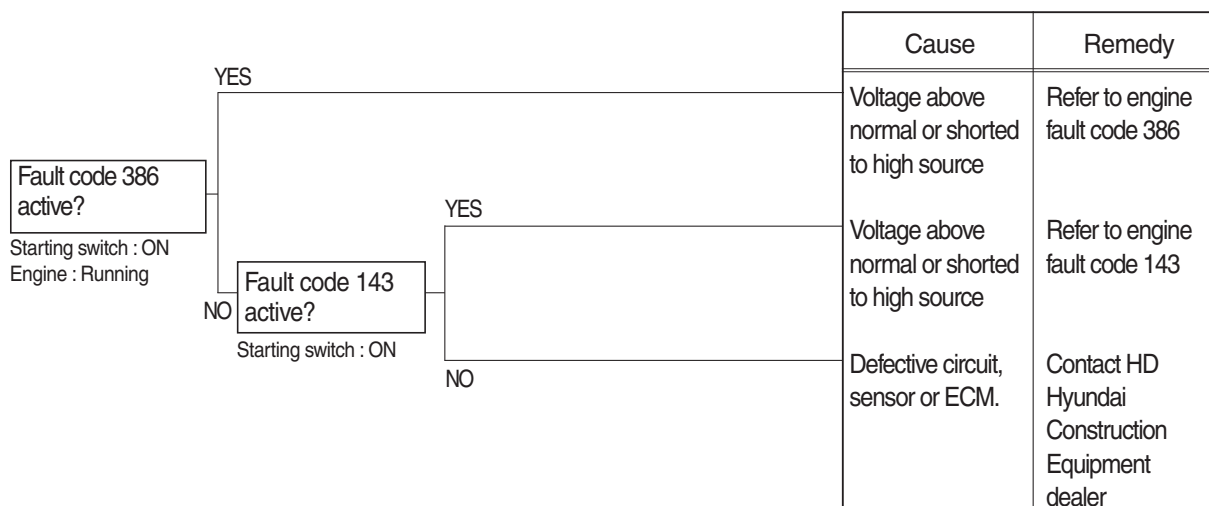 Cause
Remedy
YES
Voltage above
normal or shorted
to high source
Refer to engine
fault code 386
Fault code 386
active?
Starting switch : ON
Engine : Running
YES
Voltage above
normal or shorted
to high source
Refer to engine
fault code 143
NO
Fault code 143
active?
Starting switch : ON
NO
Defective circuit,
sensor or ECM.
Contact HD
Hyundai
Construction
Equipment
dealer